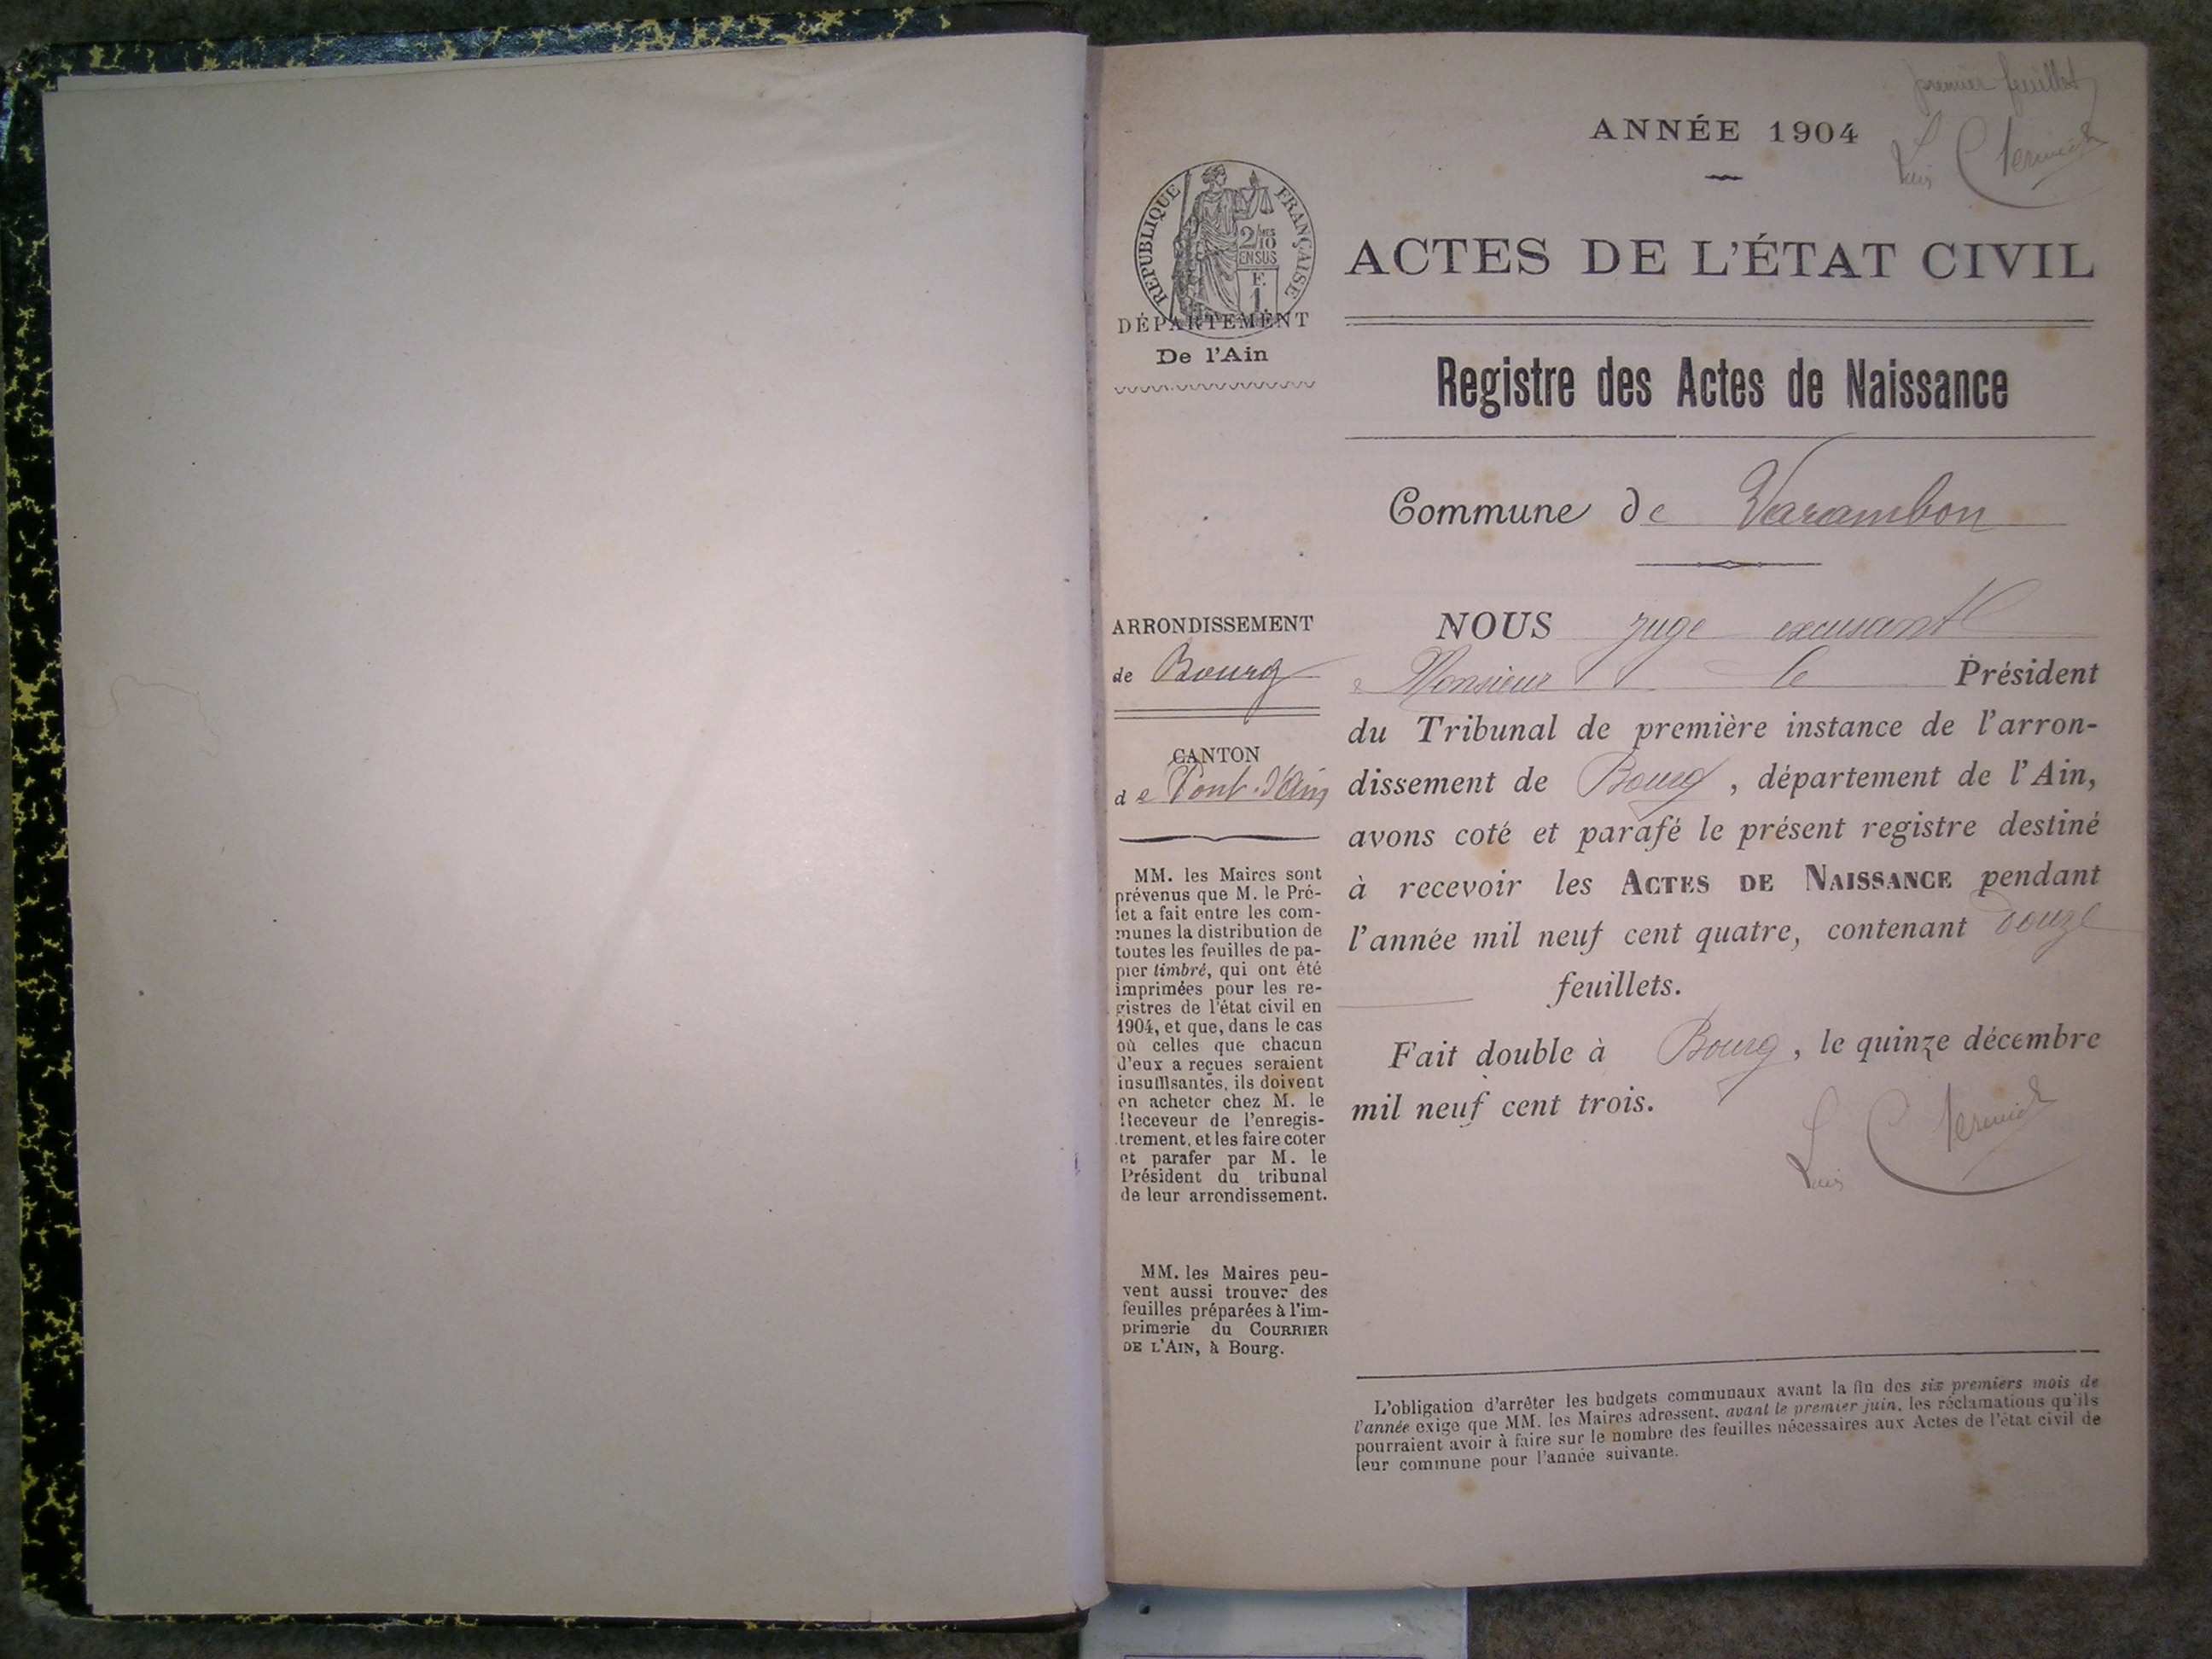 premier feuillet
ANNÉE 1904
RÉPUBLIQUE FRANÇAISE
2/10 MES
EN SUS
F.
1
ACTES DE L'ÉTAT CIVIL
DÉPARTEMENT
De l'Ain
Registre des Actes de Naissance
Commune de Varambon
ARRONDISSEMENT
de Bourg
CANTON
de Pont-d'Ain
MM. les Maires sont
prévenus que M. le Pré-
fet a fait entre les com-
munes la distribution de
toutes les feuilles de pa-
pier timbré, qui ont été
imprimées pour les re-
gistres de l'état civil en
1904, et que, dans le cas
où celles que chacun
d'eux a reçues seraient
insuffisantes, ils doivent
en acheter chez M. le
Receveur de l'enregis-
trement, et les faire coter
et parafer par M. le
Président du tribunal
de leur arrondissement.
MM. les Maires peu-
vent aussi trouver des
feuilles préparées à l'im-
primerie du COURRIER
DE L'AIN, à Bourg.
NOUS juge excusant
Monsieur le Président
du Tribunal de première instance de l'arron-
dissement de Bourg, département de l'Ain,
avons coté et parafé le présent registre destiné
à recevoir les ACTES DE NAISSANCE pendant
l'année mil neuf cent quatre, contenant douze
feuillets.
Fait double à Bourg, le quinze décembre
mil neuf cent trois.
L'obligation d'arrêter les budgets communaux avant la fin des six premiers mois de
l'année exige que MM. les Maires adressent, avant le premier juin, les réclamations qu'ils
pourraient avoir à faire sur le nombre des feuilles nécessaires aux Actes de l'état civil de
leur commune pour l'année suivante.